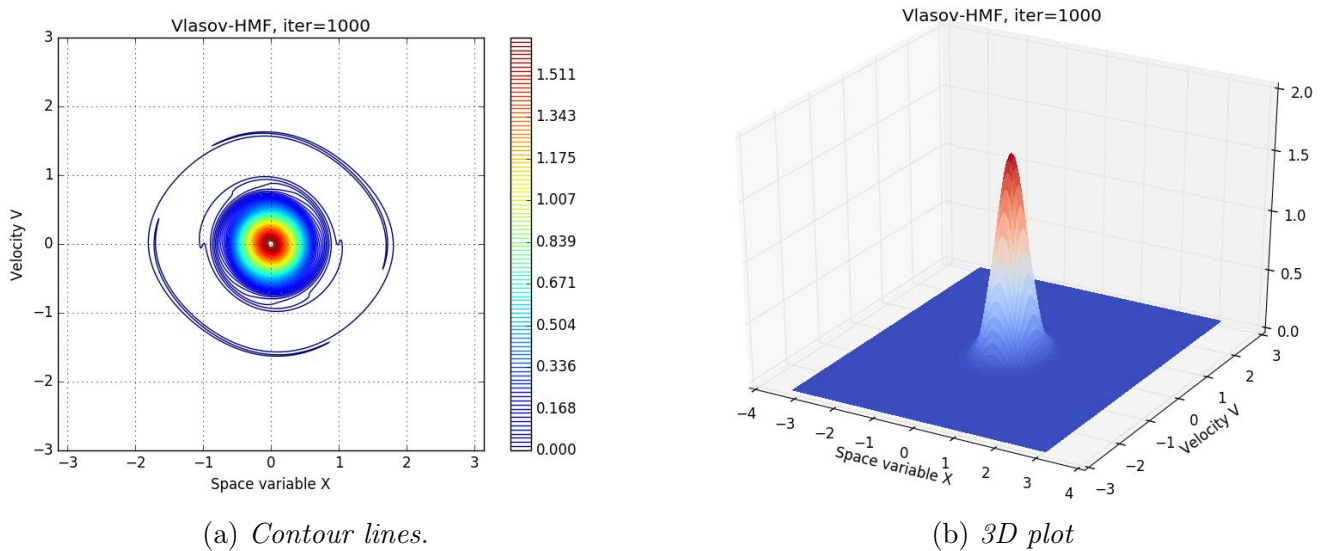 Vlasov-HMF, iter=1000
3
2
1
0
−1
−2
−3
Velocity V
−3 −2 −1 0 1 2 3
Space variable X
1.511
1.343
1.175
1.007
0.839
0.671
0.504
0.336
0.168
0.000
(a) Contour lines.
Vlasov-HMF, iter=1000
2.0
1.5
1.0
0.5
0.0
−4 −3 −2 −1 0 1 2 3 4
Space variable X
−3 −2 −1 0 1 2 3
Velocity V
(b) 3D plot